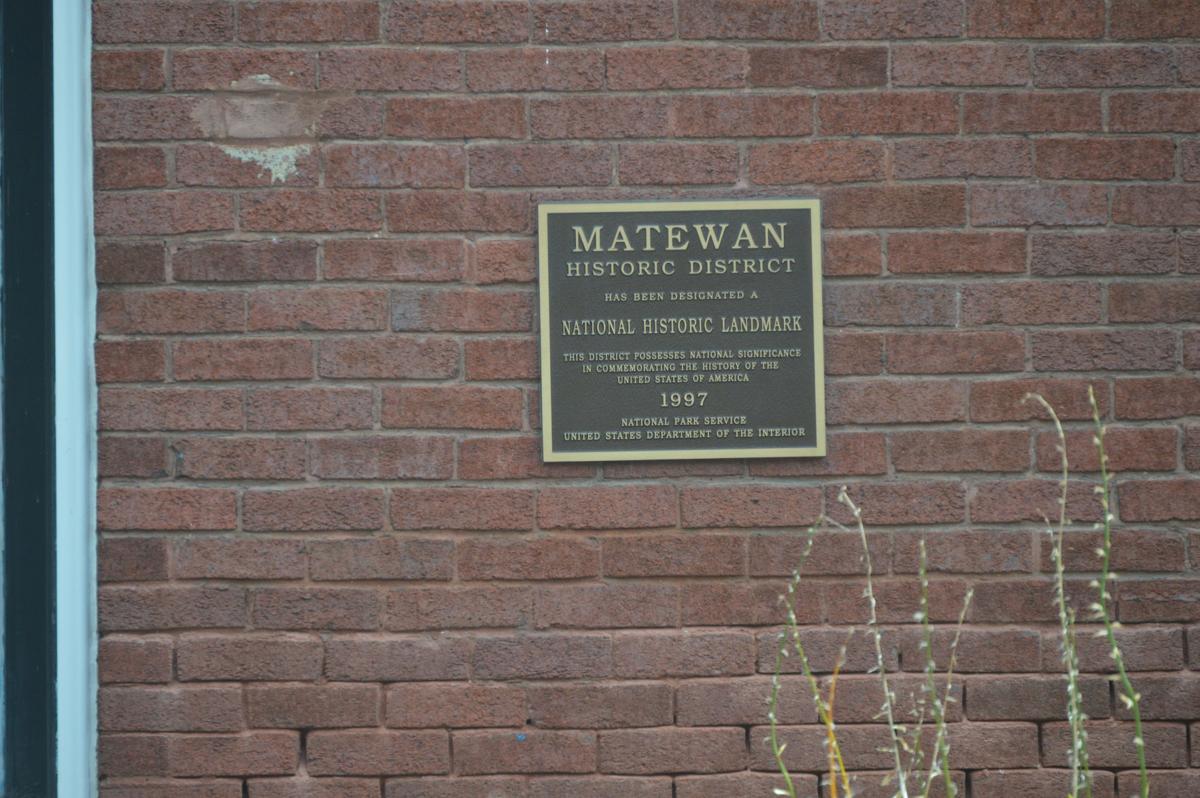 MATEWAN
HISTORIC DISTRICT
HAS BEEN DESIGNATED A
NATIONAL HISTORIC LANDMARK
THIS DISTRICT POSSESSES NATIONAL SIGNIFICANCE
IN COMMEMORATING THE HISTORY OF THE
UNITED STATES OF AMERICA
1997
NATIONAL PARK SERVICE
UNITED STATES DEPARTMENT OF THE INTERIOR